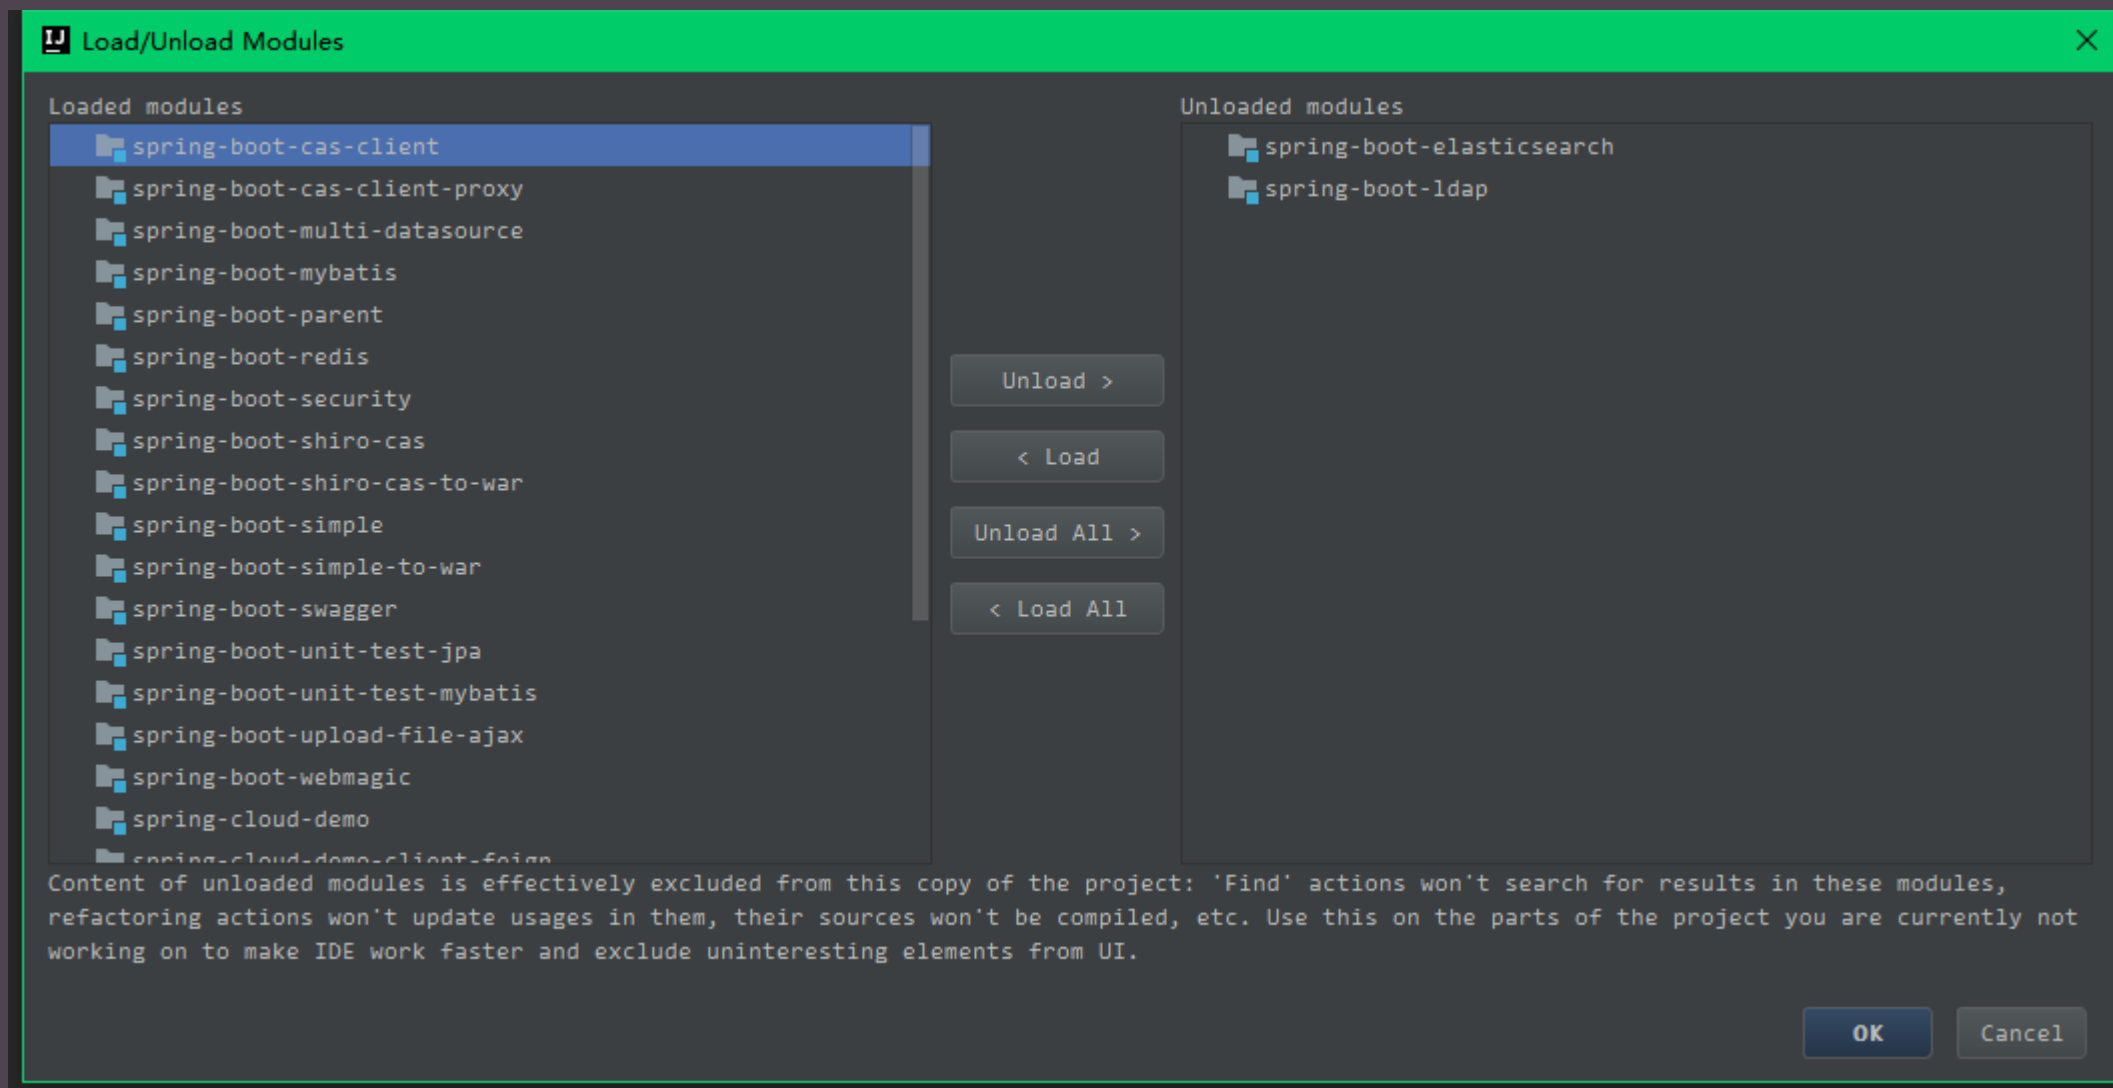 IJ Load/Unload Modules
Loaded modules
spring-boot-cas-client
spring-boot-cas-client-proxy
spring-boot-multi-datasource
spring-boot-mybatis
spring-boot-parent
spring-boot-redis
spring-boot-security
spring-boot-shiro-cas
spring-boot-shiro-cas-to-war
spring-boot-simple
spring-boot-simple-to-war
spring-boot-swagger
spring-boot-unit-test-jpa
spring-boot-unit-test-mybatis
spring-boot-upload-file-ajax
spring-boot-webmagic
spring-cloud-demo
spring-cloud-demo-client-feign
Unload >
< Load
Unload All >
< Load All
Unloaded modules
spring-boot-elasticsearch
spring-boot-ldap
Content of unloaded modules is effectively excluded from this copy of the project: 'Find' actions won't search for results in these modules,
refactoring actions won't update usages in them, their sources won't be compiled, etc. Use this on the parts of the project you are currently not
working on to make IDE work faster and exclude uninteresting elements from UI.
OK
Cancel